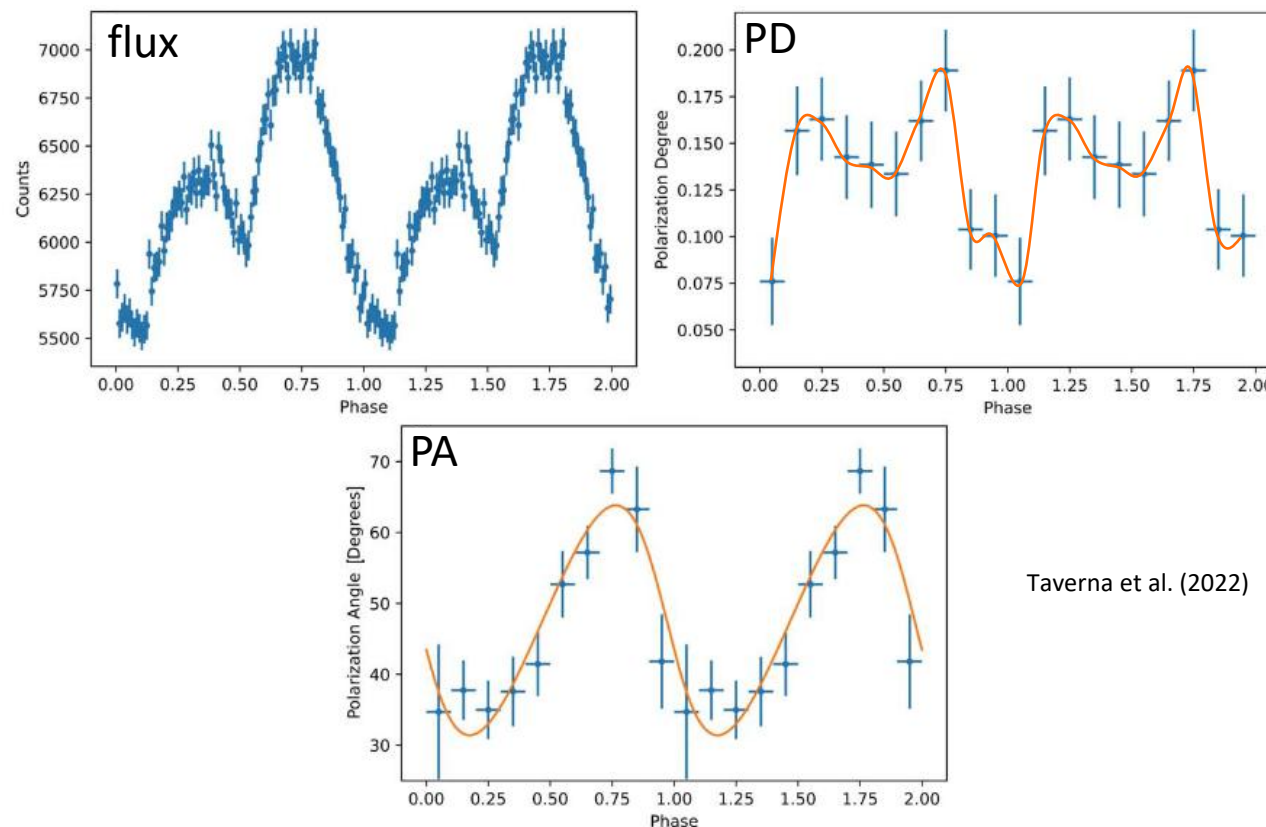 flux
7000
6750
6500
6250
6000
5750
5500
Counts
0.00 0.25 0.50 0.75 1.00 1.25 1.50 1.75 2.00
Phase
PD
0.200
0.175
0.150
0.125
0.100
0.075
0.050
Polarization Degree
0.00 0.25 0.50 0.75 1.00 1.25 1.50 1.75 2.00
Phase
PA
70
60
50
40
30
Polarization Angle [Degrees]
0.00 0.25 0.50 0.75 1.00 1.25 1.50 1.75 2.00
Phase
Taverna et al. (2022)